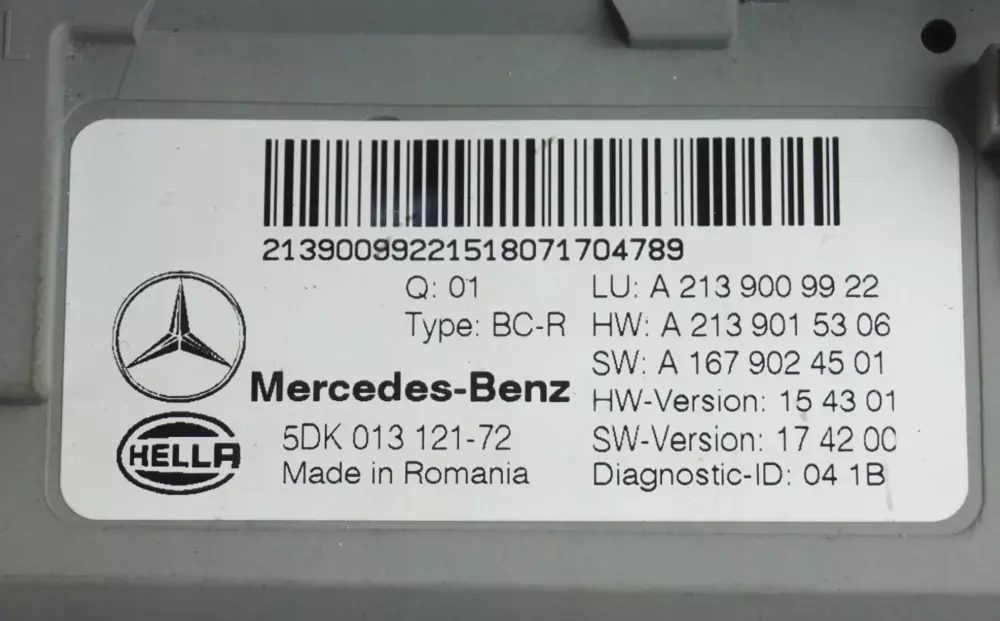 21390099221518071704789
Q: 01
LU: A 213 900 99 22
Type: BC-R
HW: A 213 901 53 06
SW: A 167 902 45 01
Mercedes-Benz
HW-Version: 15 43 01
HELLA
5DK 013 121-72
SW-Version: 17 42 00
Made in Romania
Diagnostic-ID: 04 1B
L